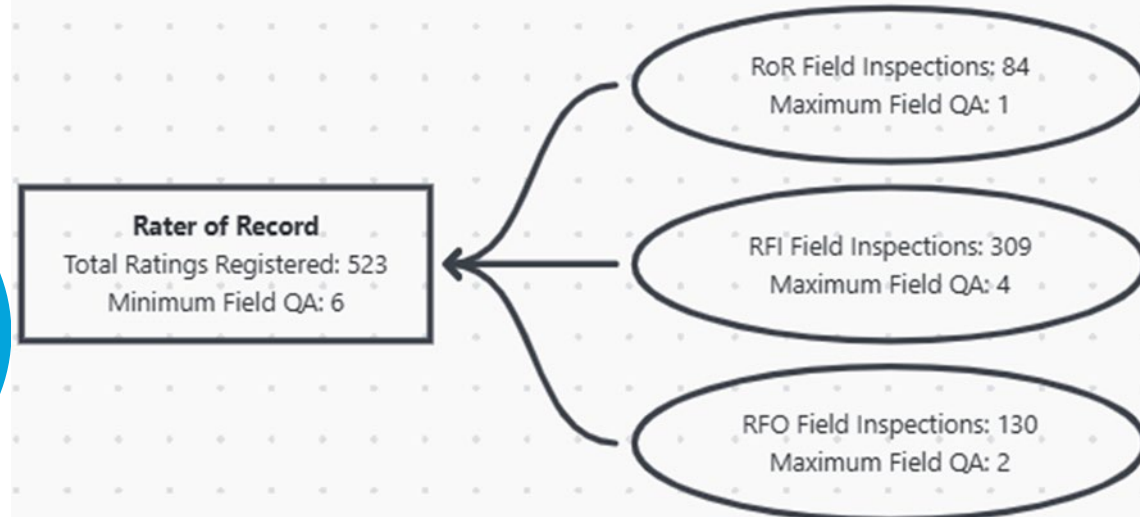 Rater of Record
Total Ratings Registered: 523
Minimum Field QA: 6
RoR Field Inspections: 84
Maximum Field QA: 1
RFI Field Inspections: 309
Maximum Field QA: 4
RFO Field Inspections: 130
Maximum Field QA: 2